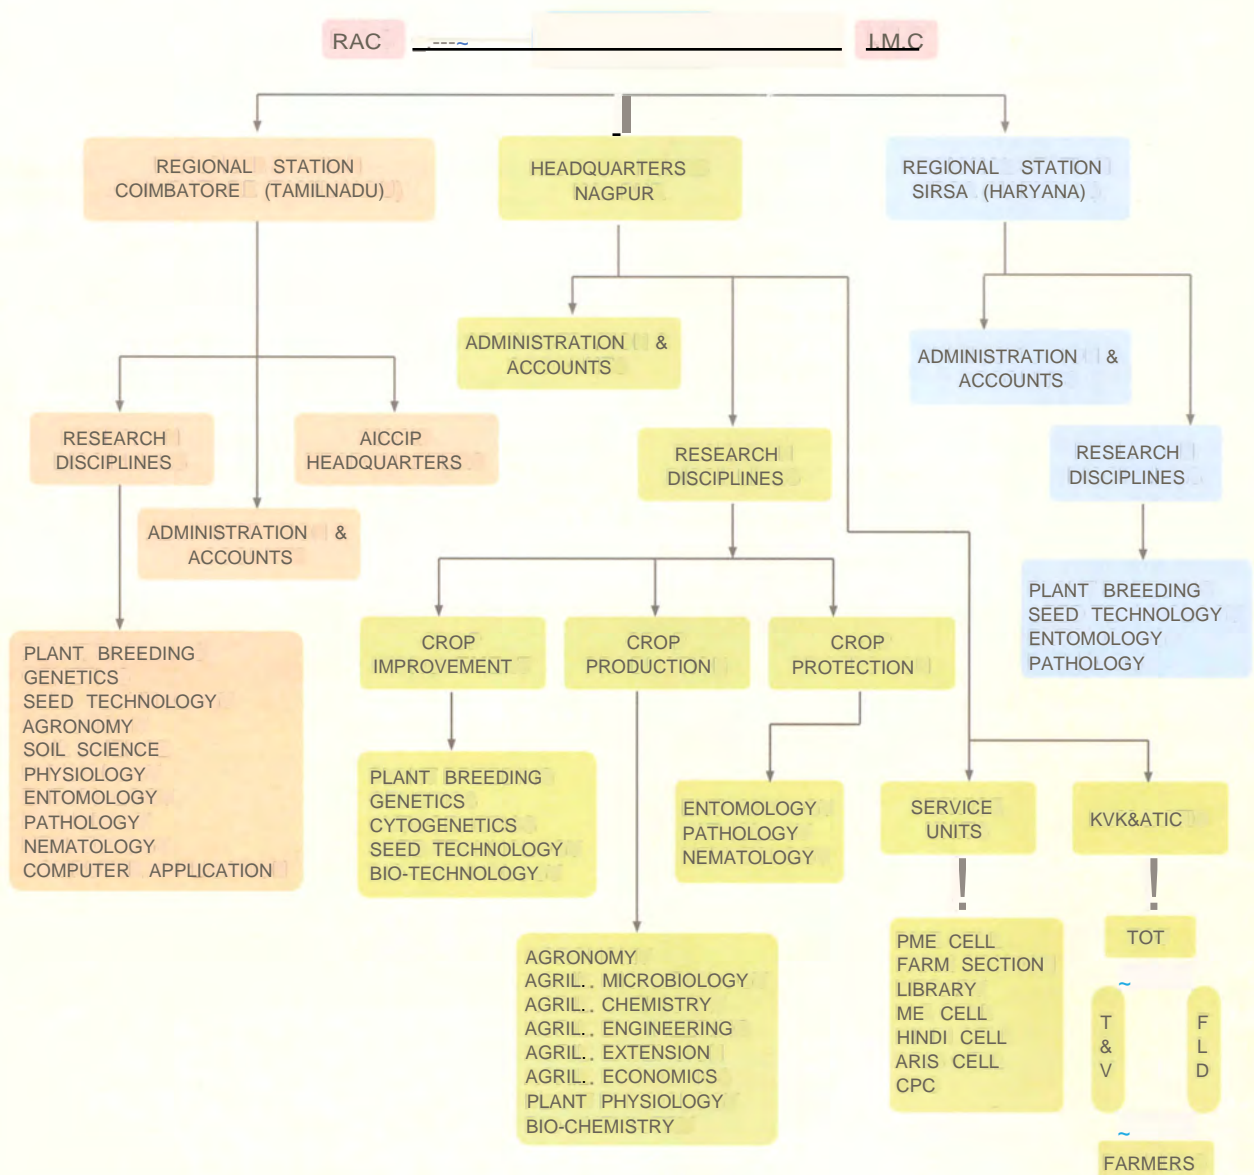 RAC
I.M.C
REGIONAL STATION
COIMBATORE (TAMILNADU)
HEADQUARTERS
NAGPUR
REGIONAL STATION
SIRSA (HARYANA)
ADMINISTRATION &
ACCOUNTS
ADMINISTRATION &
ACCOUNTS
RESEARCH
DISCIPLINES
AICCIP
HEADQUARTERS
RESEARCH
DISCIPLINES
RESEARCH
DISCIPLINES
ADMINISTRATION &
ACCOUNTS
PLANT BREEDING
SEED TECHNOLOGY
ENTOMOLOGY
PATHOLOGY
CROP
IMPROVEMENT
CROP
PRODUCTION
CROP
PROTECTION
PLANT BREEDING
GENETICS
SEED TECHNOLOGY
AGRONOMY
SOIL SCIENCE
PHYSIOLOGY
ENTOMOLOGY
PATHOLOGY
NEMATOLOGY
COMPUTER APPLICATION
PLANT BREEDING
GENETICS
CYTOGENETICS
SEED TECHNOLOGY
BIO-TECHNOLOGY
ENTOMOLOGY
PATHOLOGY
NEMATOLOGY
SERVICE
UNITS
KVK&ATIC
AGRONOMY
AGRIL. MICROBIOLOGY
AGRIL. CHEMISTRY
AGRIL. ENGINEERING
AGRIL. EXTENSION
AGRIL. ECONOMICS
PLANT PHYSIOLOGY
BIO-CHEMISTRY
PME CELL
FARM SECTION
LIBRARY
ME CELL
HINDI CELL
ARIS CELL
CPC
TOT
T
&
V
F
L
D
FARMERS